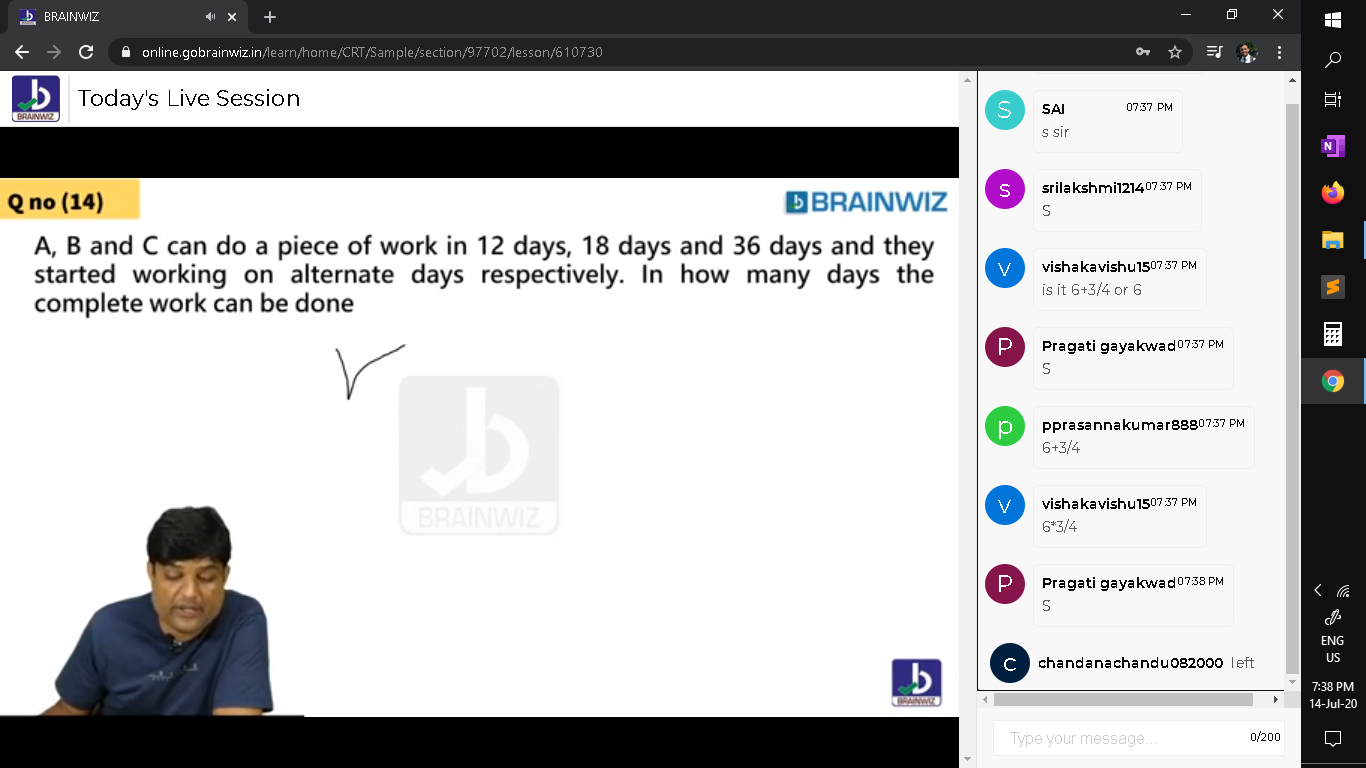 BRAINWIZ
online.gobrainwiz.in/learn/home/CRT/Sample/section/97702/lesson/610730
BRAINWIZ
Today's Live Session
Q no (14)
BRAINWIZ
A, B and C can do a piece of work in 12 days, 18 days and 36 days and they
started working on alternate days respectively. In how many days the
complete work can be done
BRAINWIZ
BRAINWIZ
S
SAI 07:37 PM
s sir
s
srilakshmi1214 07:37 PM
S
v
vishakavishu15 07:37 PM
is it 6+3/4 or 6
P
Pragati gayakwad 07:37 PM
S
p
pprasannakumar888 07:37 PM
6+3/4
v
vishakavishu15 07:37 PM
6*3/4
P
Pragati gayakwad 07:38 PM
S
c
chandanachandu082000 left
Type your message...
0/200
ENG
US
7:38 PM
14-Jul-20